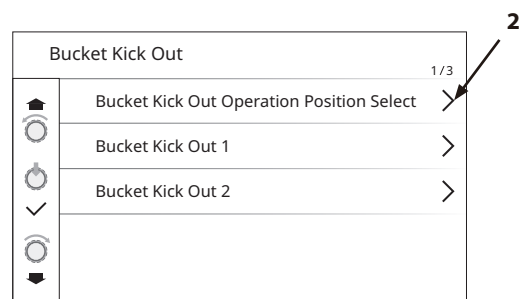 2
Bucket Kick Out
1/3
Bucket Kick Out Operation Position Select
Bucket Kick Out 1
Bucket Kick Out 2